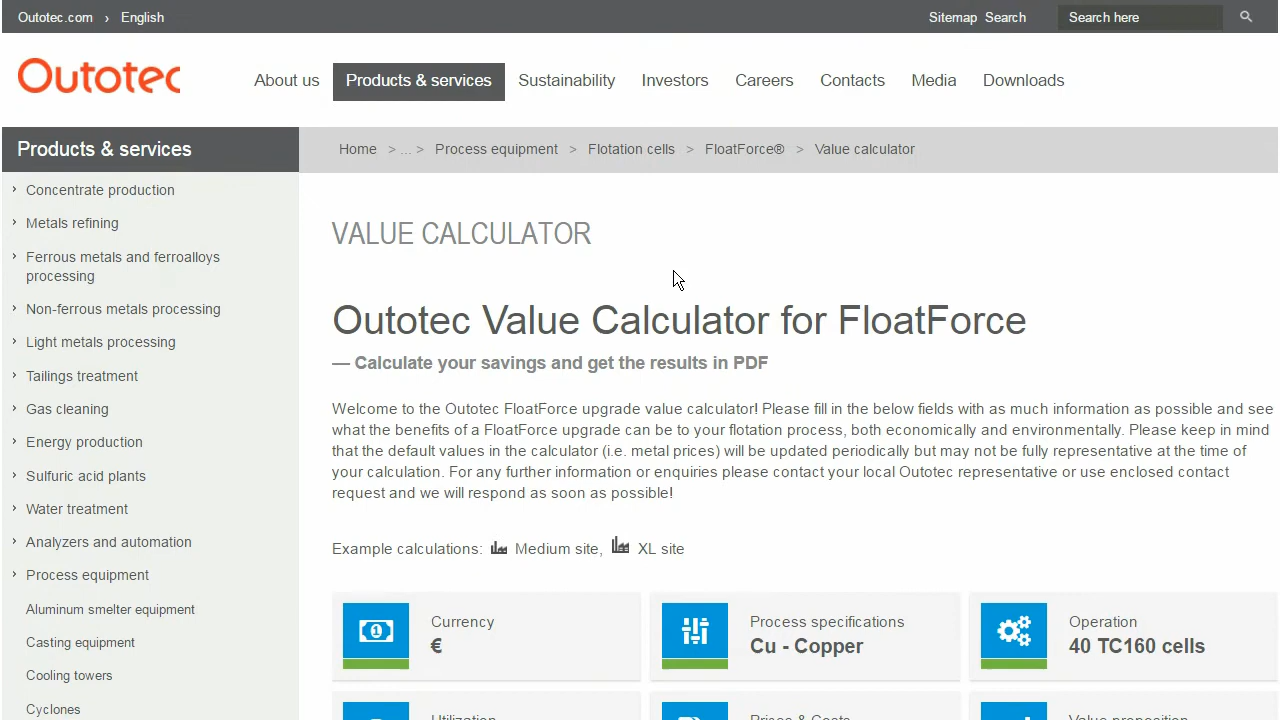 Outotec.com › English
Sitemap Search
Search here
Outotec
About us Products & services Sustainability Investors Careers Contacts Media Downloads
Products & services
Home > ... > Process equipment > Flotation cells > FloatForce® > Value calculator
Concentrate production
Metals refining
Ferrous metals and ferroalloys
processing
Non-ferrous metals processing
Light metals processing
Tailings treatment
Gas cleaning
Energy production
Sulfuric acid plants
Water treatment
Analyzers and automation
Process equipment
Aluminum smelter equipment
Casting equipment
Cooling towers
Cyclones
VALUE CALCULATOR
Outotec Value Calculator for FloatForce
— Calculate your savings and get the results in PDF
Welcome to the Outotec FloatForce upgrade value calculator! Please fill in the below fields with as much information as possible and see
what the benefits of a FloatForce upgrade can be to your flotation process, both economically and environmentally. Please keep in mind
that the default values in the calculator (i.e. metal prices) will be updated periodically but may not be fully representative at the time of
your calculation. For any further information or enquiries please contact your local Outotec representative or use enclosed contact
request and we will respond as soon as possible!
Example calculations: Medium site, XL site
Currency
€
Process specifications
Cu - Copper
Operation
40 TC160 cells
Utilization
Prices & Costs
Value proposition